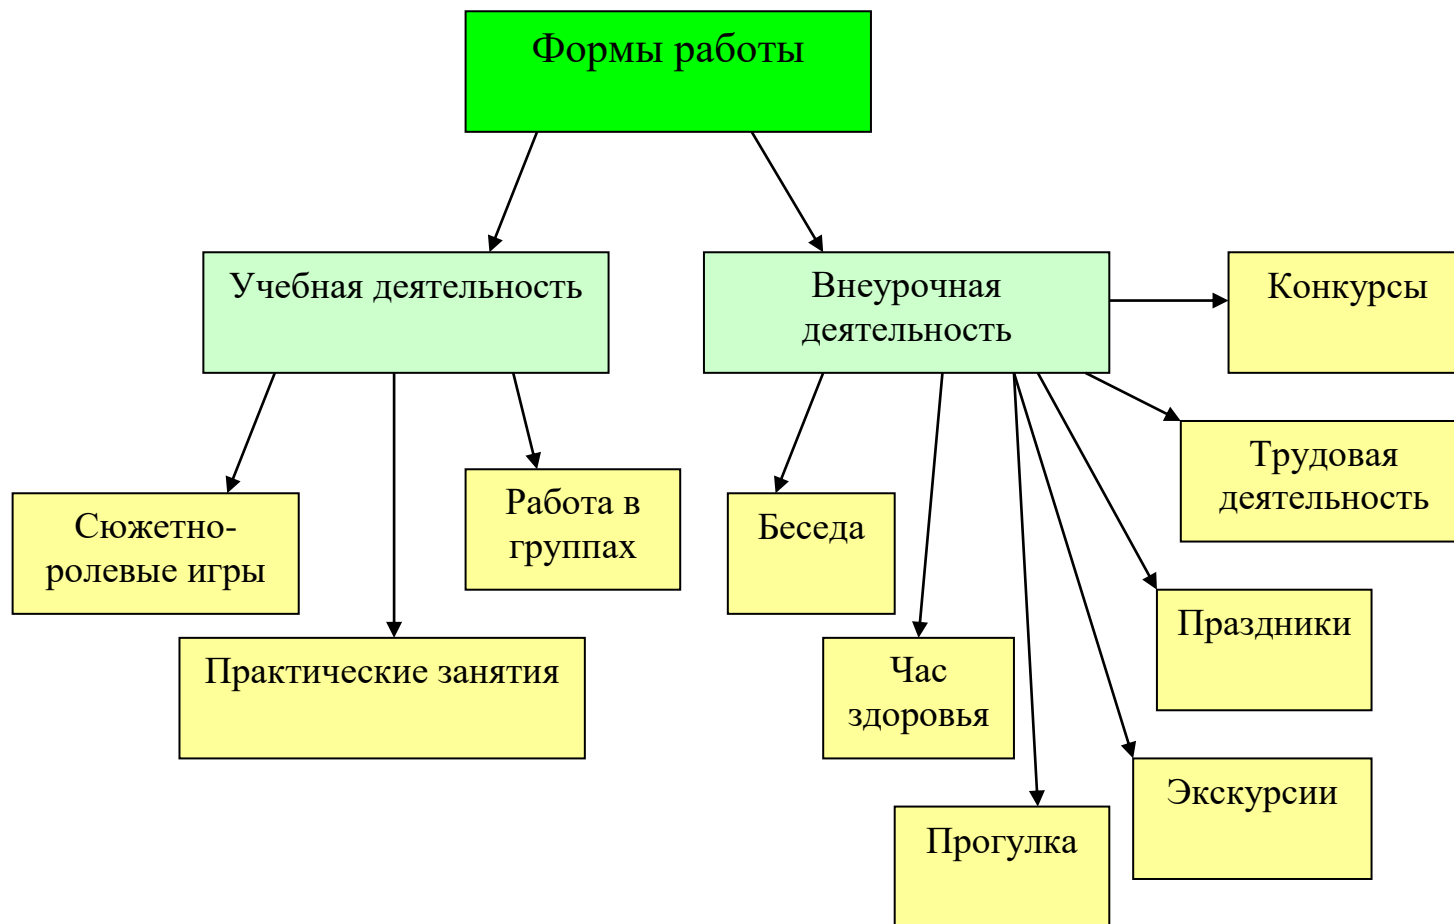 Формы работы
Учебная деятельность
Внеурочная
деятельность
Конкурсы
Трудовая
деятельность
Сюжетно-
ролевые игры
Работа в
группах
Беседа
Праздники
Практические занятия
Час
здоровья
Экскурсии
Прогулка